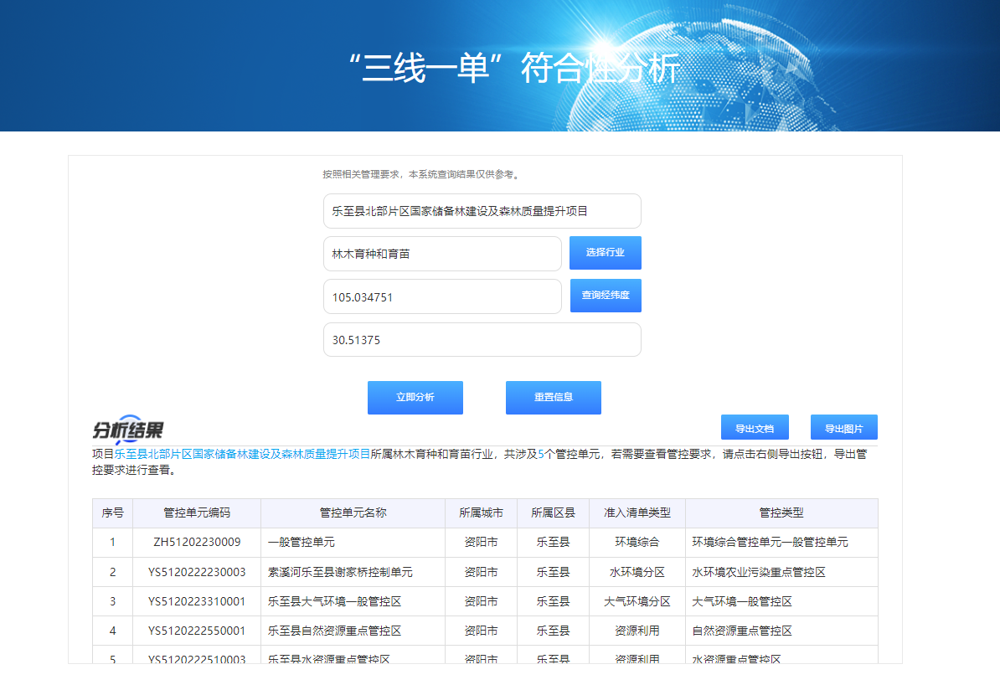 “三线一单”符合性分析
按照相关管理要求，本系统查询结果仅供参考。
乐至县北部片区国家储备林建设及森林质量提升项目
林木育种和育苗 选择行业
105.034751 查询经纬度
30.51375
立即分析 重置信息
分析结果 导出文档 导出图片
项目乐至县北部片区国家储备林建设及森林质量提升项目所属林木育种和育苗行业，共涉及5个管控单元，若需要查看管控要求，请点击右侧导出按钮，导出管
控要求进行查看。
序号 管控单元编码 管控单元名称 所属城市 所属区县 准入清单类型 管控类型
1 ZH51202230009 一般管控单元 资阳市 乐至县 环境综合 环境综合管控单元一般管控单元
2 YS5120222230003 索溪河乐至县谢家桥控制单元 资阳市 乐至县 水环境分区 水环境农业污染重点管控区
3 YS5120223310001 乐至县大气环境一般管控区 资阳市 乐至县 大气环境分区 大气环境一般管控区
4 YS5120222550001 乐至县自然资源重点管控区 资阳市 乐至县 资源利用 自然资源重点管控区
5 YS5120222510003 乐至县水资源重点管控区 资阳市 乐至县 资源利用 水资源重点管控区